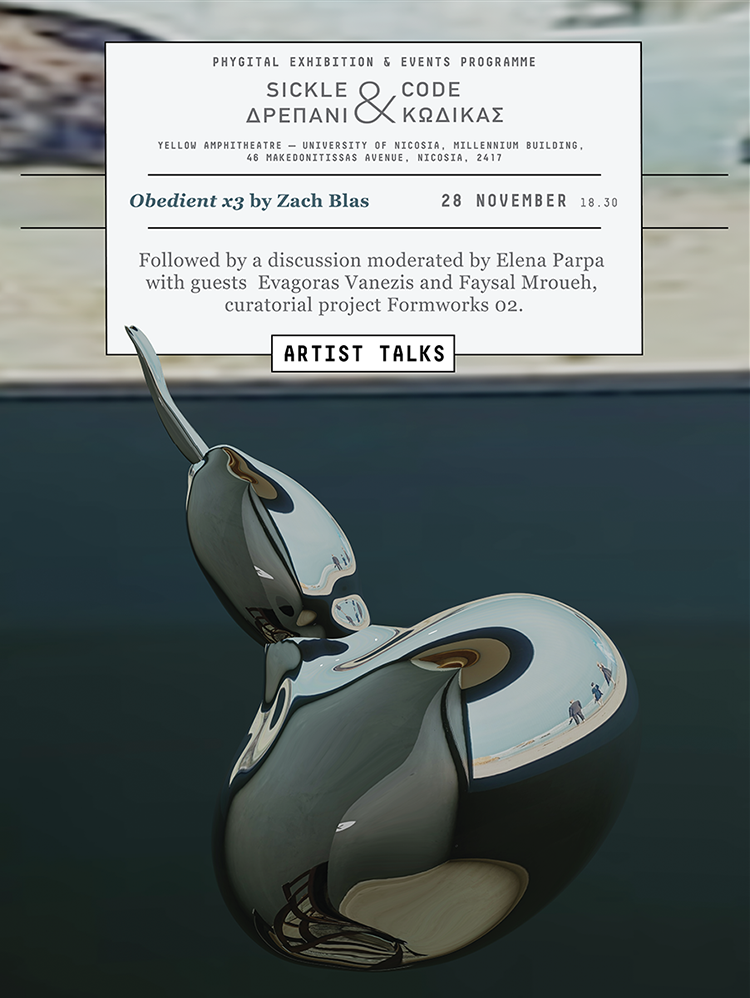 PHYGITAL EXHIBITION & EVENTS PROGRAMME
SICKLE & CODE
ΔΡΕΠΑΝΙ & ΚΩΔΙΚΑΣ
YELLOW AMPHITHEATRE — UNIVERSITY OF NICOSIA, MILLENNIUM BUILDING,
46 MAKEDONITISSAS AVENUE, NICOSIA, 2417
Obedient x3 by Zach Blas 28 NOVEMBER 18.30
Followed by a discussion moderated by Elena Parpa
with guests Evagoras Vanezis and Faysal Mroueh,
curatorial project Formworks 02.
ARTIST TALKS